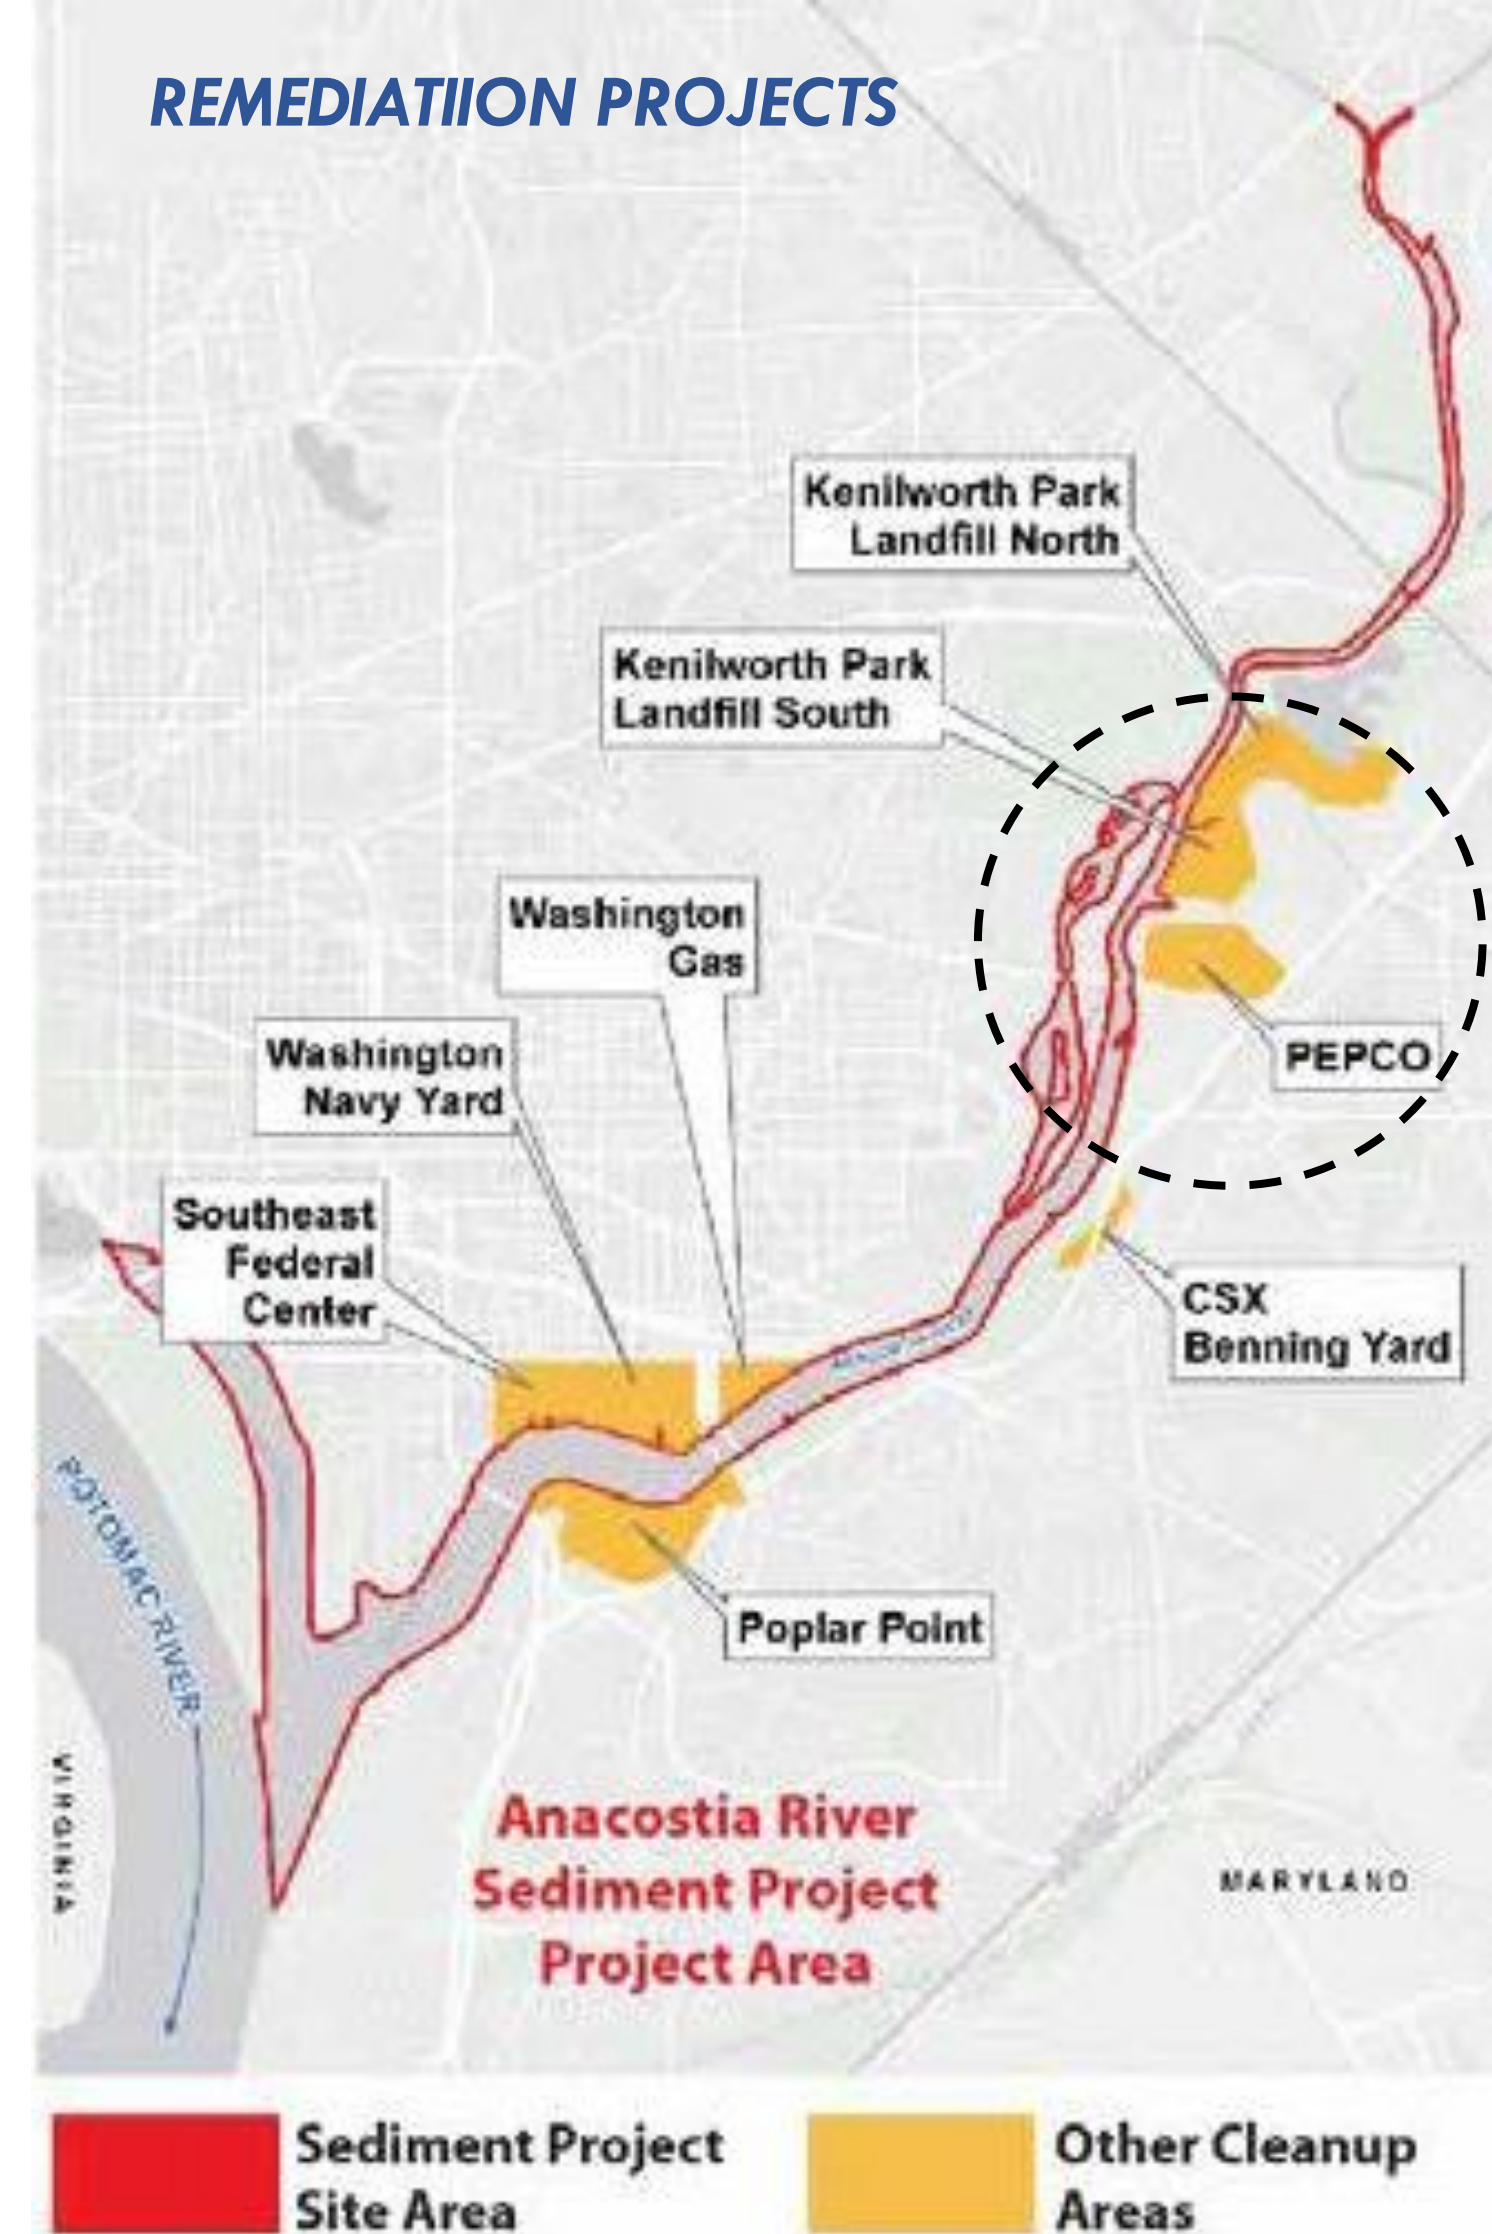 REMEDIATIION PROJECTS
Kenilworth Park
Landfill North
Kenilworth Park
Landfill South
Washington
Gas
Washington
Navy Yard
PEPCO
Southeast
Federal
Center
CSX
Benning Yard
POTOMAC RIVER
Poplar Point
VIRGINIA
Anacostia River
Sediment Project
Project Area
MARYLAND
Sediment Project
Site Area
Other Cleanup
Areas